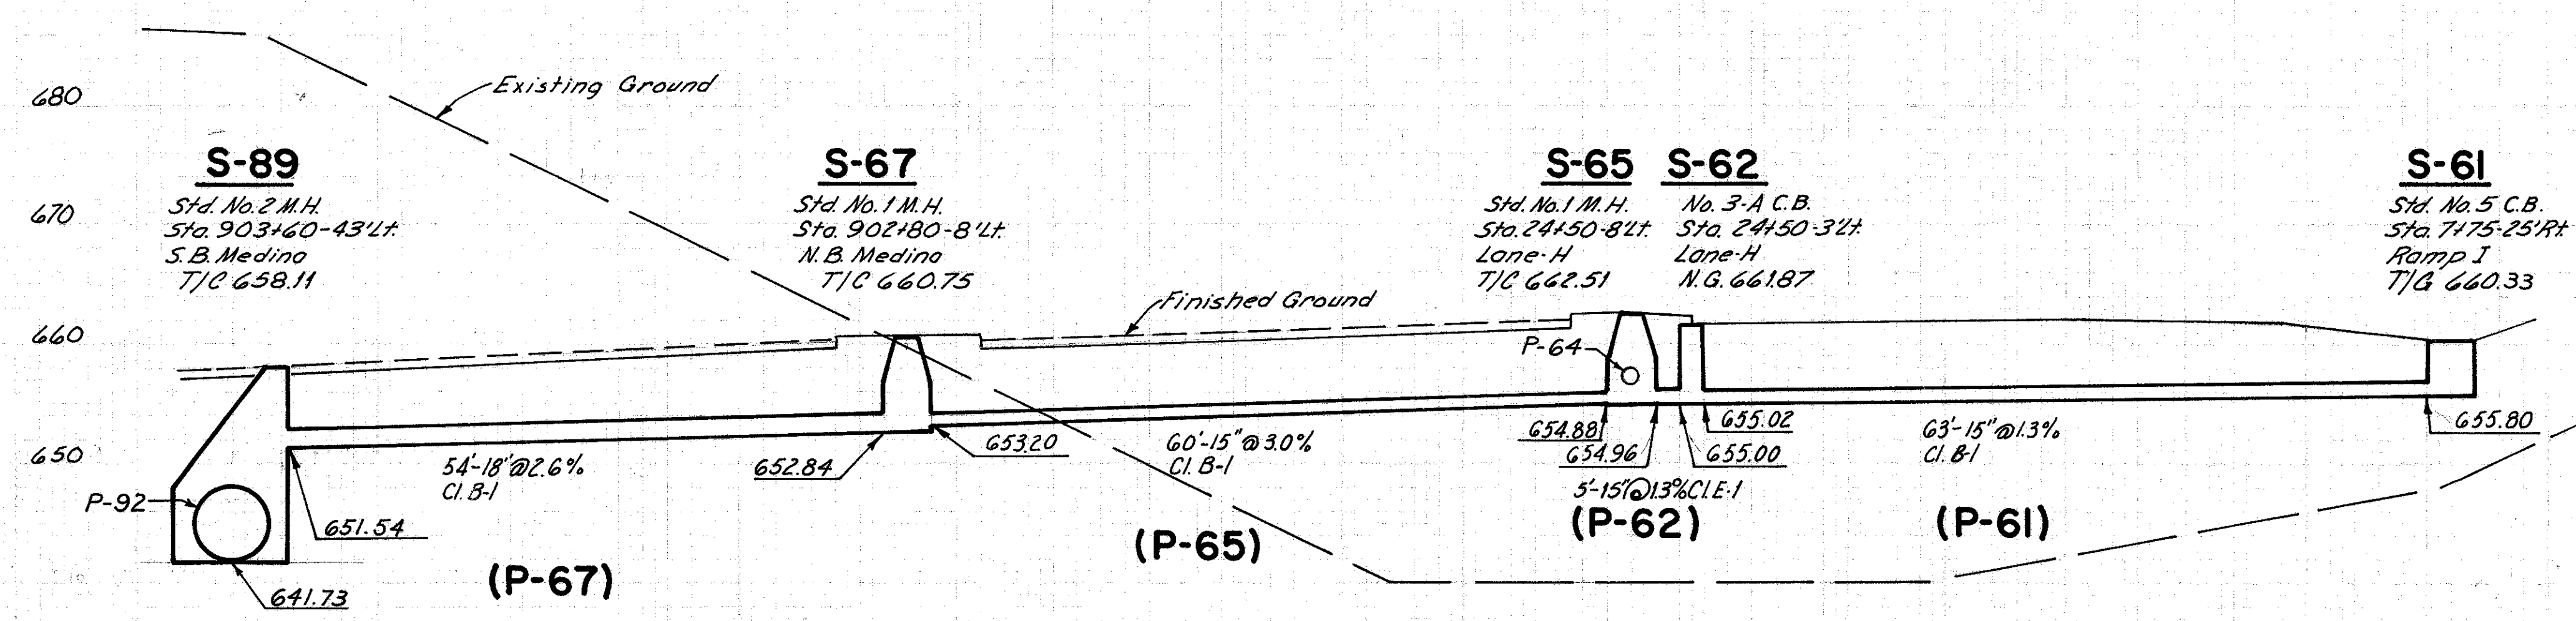 680
670
660
650
Existing Ground
S-89
Std. No. 2 M.H.
Sta. 903+60-43'Lt.
S.B. Medina
T/C 658.11
S-67
Std. No. 1 M.H.
Sta. 902+80-8'Lt.
N.B. Medina
T/C 660.75
S-65
Std. No. 1 M.H.
Sta. 24+50-8'Lt.
Lane-H
T/C 662.51
S-62
No. 3-A C.B.
Sta. 24+50-3'Lt.
Lane-H
N.G. 661.87
S-61
Std. No. 5 C.B.
Sta. 7+75-25'Rt.
Ramp I
T/G 660.33
Finished Ground
P-64
P-92
641.73
651.54
54'-18"@2.6%
Cl. B-1
(P-67)
652.84
653.20
60'-15"@3.0%
Cl. B-1
(P-65)
654.88
654.96
655.02
655.00
5'-15"@1.3% Cl. E-1
(P-62)
63'-15"@1.3%
Cl. B-1
(P-61)
655.80